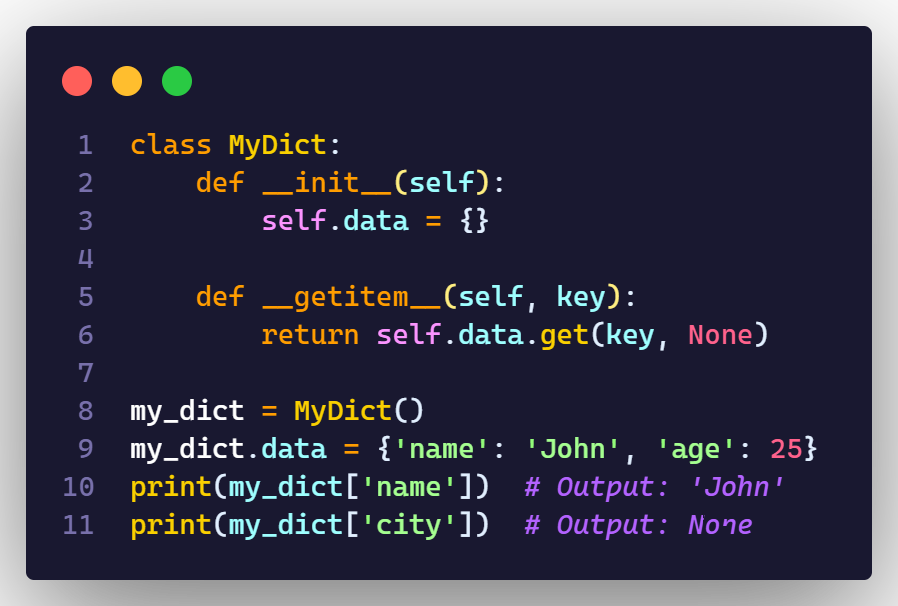 1 class MyDict:
2     def __init__(self):
3         self.data = {}
4
5     def __getitem__(self, key):
6         return self.data.get(key, None)
7
8 my_dict = MyDict()
9 my_dict.data = {'name': 'John', 'age': 25}
10 print(my_dict['name'])  # Output: 'John'
11 print(my_dict['city'])  # Output: None